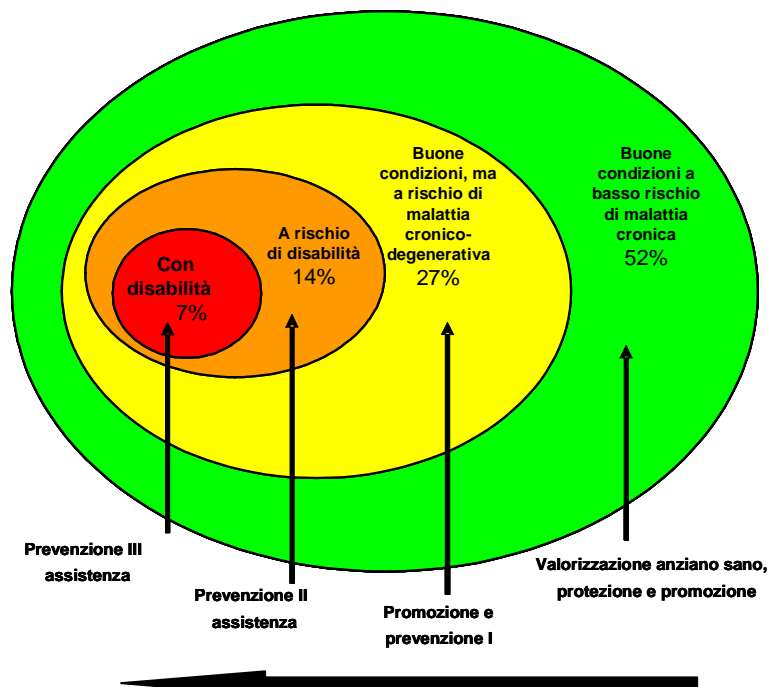 Con
disabilità
7%
A rischio
di disabilità
14%
Buone
condizioni, ma
a rischio di
malattia
cronico-
degenerativa
27%
Buone
condizioni a
basso rischio
di malattia
cronica
52%
Prevenzione III
assistenza
Prevenzione II
assistenza
Promozione e
prevenzione I
Valorizzazione anziano sano,
protezione e promozione